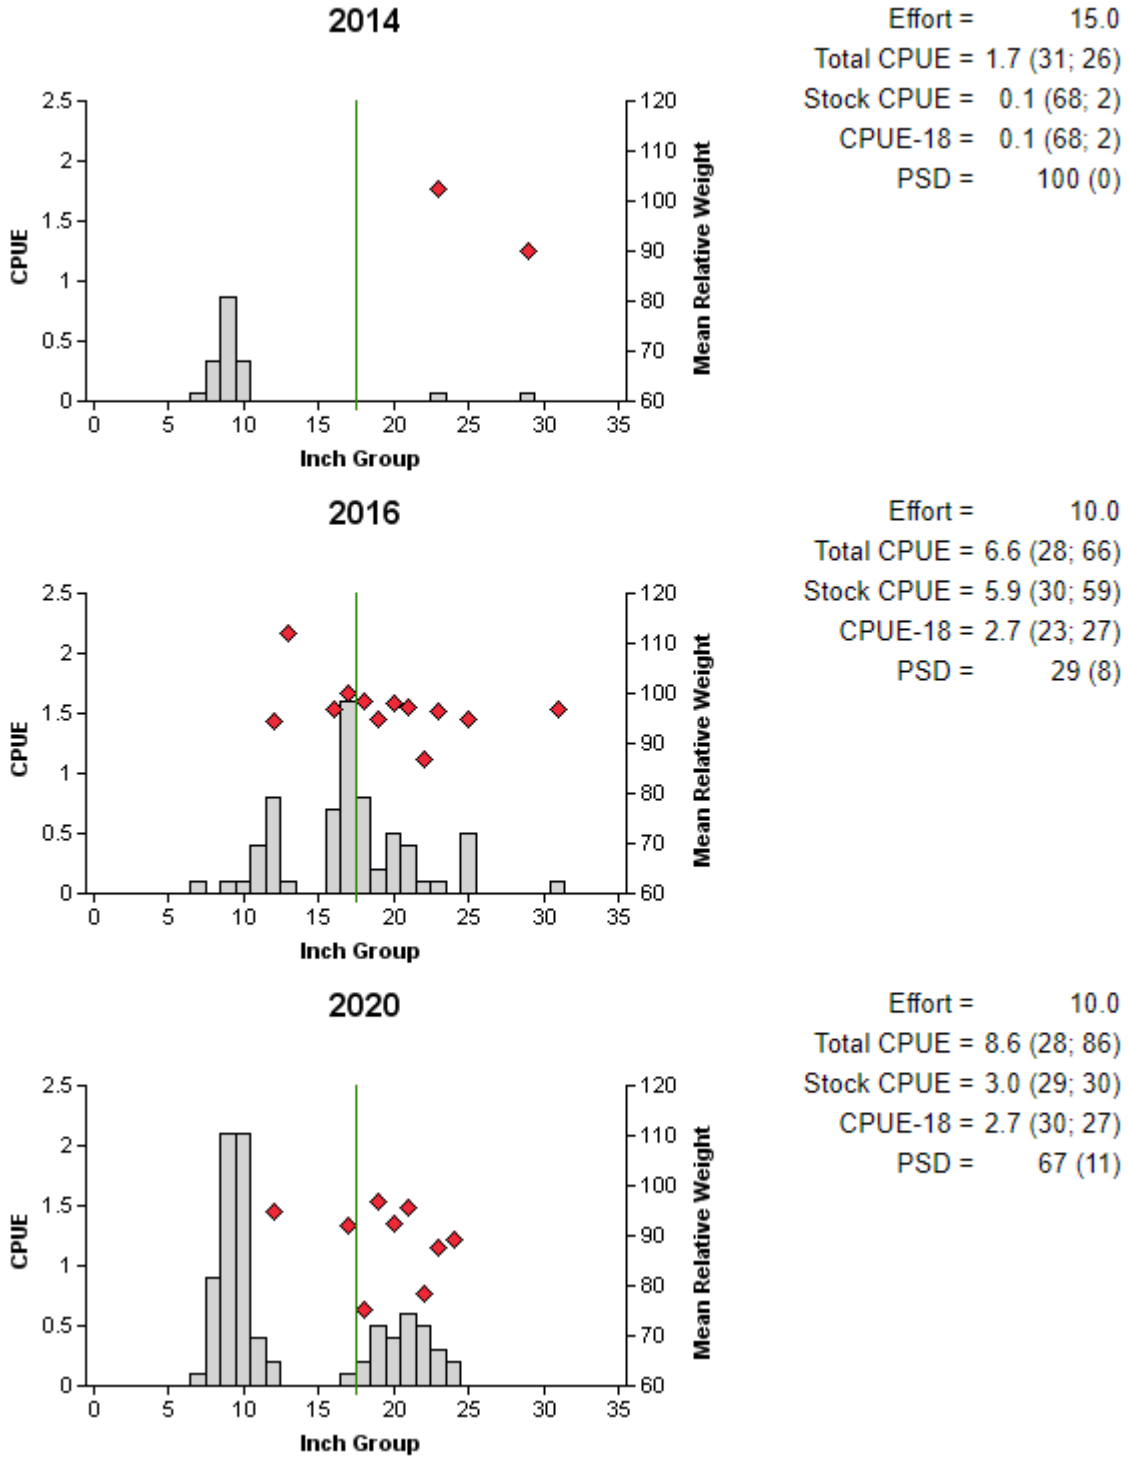 2014
Effort = 15.0
Total CPUE = 1.7 (31; 26)
Stock CPUE = 0.1 (68; 2)
CPUE-18 = 0.1 (68; 2)
PSD = 100 (0)
2.5
2
1.5
1
0.5
0
CPUE
120
110
100
90
80
70
60
Mean Relative Weight
0 5 10 15 20 25 30 35
Inch Group
2016
Effort = 10.0
Total CPUE = 6.6 (28; 66)
Stock CPUE = 5.9 (30; 59)
CPUE-18 = 2.7 (23; 27)
PSD = 29 (8)
2.5
2
1.5
1
0.5
0
CPUE
120
110
100
90
80
70
60
Mean Relative Weight
0 5 10 15 20 25 30 35
Inch Group
2020
Effort = 10.0
Total CPUE = 8.6 (28; 86)
Stock CPUE = 3.0 (29; 30)
CPUE-18 = 2.7 (30; 27)
PSD = 67 (11)
2.5
2
1.5
1
0.5
0
CPUE
120
110
100
90
80
70
60
Mean Relative Weight
0 5 10 15 20 25 30 35
Inch Group